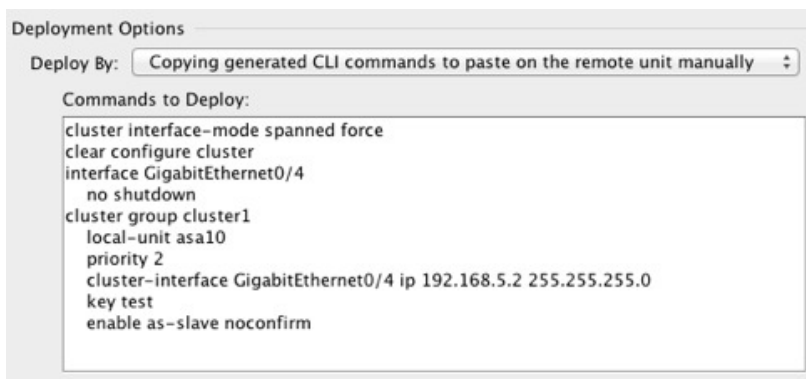 Deployment Options
Deploy By: Copying generated CLI commands to paste on the remote unit manually
Commands to Deploy:
cluster interface-mode spanned force
clear configure cluster
interface GigabitEthernet0/4
no shutdown
cluster group cluster1
local-unit asa10
priority 2
cluster-interface GigabitEthernet0/4 ip 192.168.5.2 255.255.255.0
key test
enable as-slave noconfirm